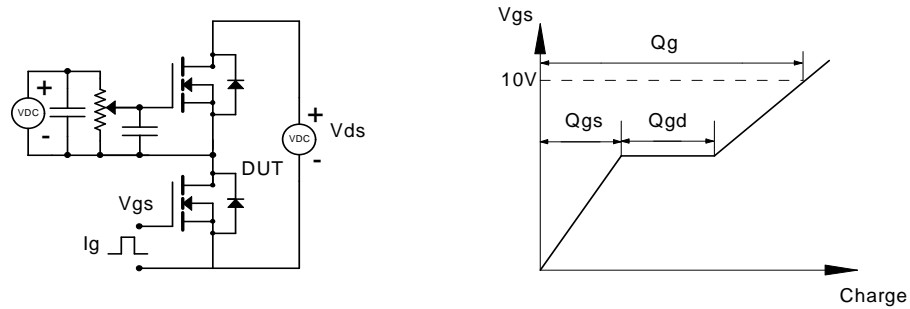 +
VDC
-
+
VDC
-
Vds
DUT
Vgs
Ig
Vgs
10V
Qg
Qgs
Qgd
Charge